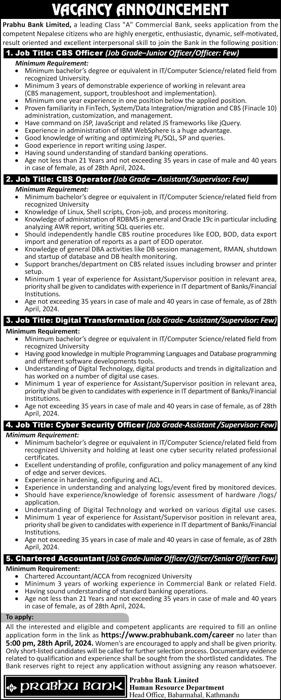 VACANCY ANNOUNCEMENT
Prabhu Bank Limited, a leading Class "A" Commercial Bank, seeks application from the
competent Nepalese citizens who are highly energetic, enthusiastic, dynamic, self-motivated,
result oriented and excellent interpersonal skill to join the Bank in the following position:
1. Job Title: CBS Officer (Job Grade–Junior Officer/Officer: Few)
Minimum Requirement:
• Minimum bachelor's degree or equivalent in IT/Computer Science/related field from
recognized University.
• Minimum 3 years of demonstrable experience of working in relevant area
(CBS management, support, troubleshoot and implementation).
• Minimum one year experience in one position below the applied position.
• Proven familiarity in FinTech, System/Data Integration/migration and CBS (Finacle 10)
administration, customization, and management.
• Have command on JSP, JavaScript and related JS frameworks like jQuery.
• Experience in administration of IBM WebSphere is a huge advantage.
• Good knowledge of writing and optimizing PL/SQL, SP and queries.
• Good experience in report writing using Jasper.
• Having sound understanding of standard banking operations.
• Age not less than 21 Years and not exceeding 35 years in case of male and 40 years
in case of female, as of 28th April, 2024.
2. Job Title: CBS Operator (Job Grade – Assistant/Supervisor: Few)
Minimum Requirement:
• Minimum bachelor's degree or equivalent in IT/Computer Science/related field from
recognized University
• Knowledge of Linux, Shell scripts, Cron-job, and process monitoring.
• Knowledge of administration of RDBMS in general and Oracle 19c in particular including
analyzing AWR report, writing SQL queries etc.
• Should independently handle CBS routine procedures like EOD, BOD, data export
import and generation of reports as a part of EOD operator.
• Knowledge of general DBA activities like DB session management, RMAN, shutdown
and startup of database and DB health monitoring.
• Support branches/department on CBS related issues including browser and printer
setup.
• Minimum 1 year of experience for Assistant/Supervisor position in relevant area,
priority shall be given to candidates with experience in IT department of Banks/Financial
Institutions.
• Age not exceeding 35 years in case of male and 40 years in case of female, as of 28th
April, 2024.
3. Job Title: Digital Transformation (Job Grade- Assistant/Supervisor: Few)
Minimum Requirement:
• Minimum bachelor's degree or equivalent in IT/Computer Science/related field from
recognized University
• Having good knowledge in multiple Programming Languages and Database programming
and different software developments tools.
• Understanding of Digital Technology, digital products and trends in digitalization and
has worked on a number of digital use cases.
• Minimum 1 year of experience for Assistant/Supervisor position in relevant area,
priority shall be given to candidates with experience in IT department of Banks/Financial
Institutions.
• Age not exceeding 35 years in case of male and 40 years in case of female, as of 28th
April, 2024.
4. Job Title: Cyber Security Officer (Job Grade-Assistant /Supervisor: Few)
Minimum Requirement:
• Minimum bachelor's degree or equivalent in IT/Computer Science/related field from
recognized University and holding at least one cyber security related professional
certificates.
• Excellent understanding of profile, configuration and policy management of any kind
of edge and server devices.
• Experience in hardening, configuring and ACL.
• Experience in understanding and analyzing logs/event fired by monitored devices.
• Should have experience/knowledge of forensic assessment of hardware /logs/
application.
• Understanding of Digital Technology and worked on various digital use cases.
• Minimum 1 year of experience for Assistant/Supervisor position in relevant area,
priority shall be given to candidates with experience in IT department of Banks/Financial
Institutions.
• Age not exceeding 35 years in case of male and 40 years in case of female, as of 28th
April, 2024.
5. Chartered Accountant (Job Grade-Junior Officer/Officer/Senior Officer: Few)
Minimum Requirement:
• Chartered Accountant/ACCA from recognized University
• Minimum 3 years of working experience in Commercial Bank or related Field.
• Having sound understanding of standard banking operations.
• Age not less than 21 Years and not exceeding 35 years in case of male and 40 years
in case of female, as of 28th April, 2024.
To apply:
All the interested and eligible and competent applicants are required to fill an online
application form in the link as https://www.prabhubank.com/career no later than
5:00 pm, 28th April, 2024. Women's are encouraged to apply and shall be given priority.
Only short-listed candidates will be called for selection process. Documentary evidence
related to qualification and experience shall be sought from the shortlisted candidates. The
Bank reserves right to reject any application without assigning any reason whatsoever.
PRABHU BANK
Prabhu Bank Limited
Human Resource Department
Head Office, Babarmahal, Kathmandu